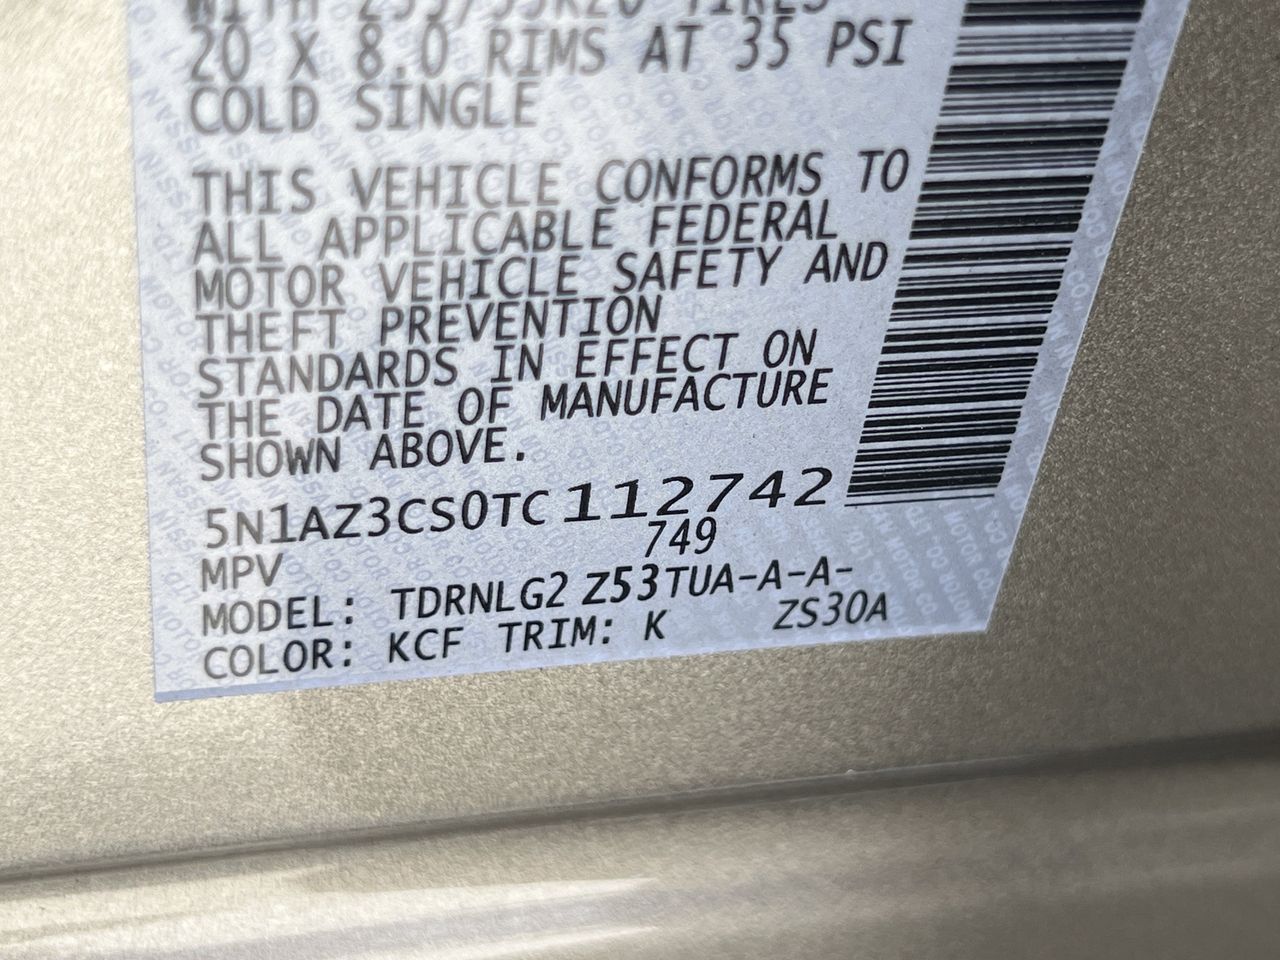 20 X 8.0 RIMS AT 35 PSI
COLD SINGLE
THIS VEHICLE CONFORMS TO
ALL APPLICABLE FEDERAL
MOTOR VEHICLE SAFETY AND
THEFT PREVENTION
STANDARDS IN EFFECT ON
THE DATE OF MANUFACTURE
SHOWN ABOVE.
5N1AZ3CS0TC112742
MPV 749
MODEL: TDRNLG2 Z53TUA-A-A-
COLOR: KCF TRIM: K ZS30A